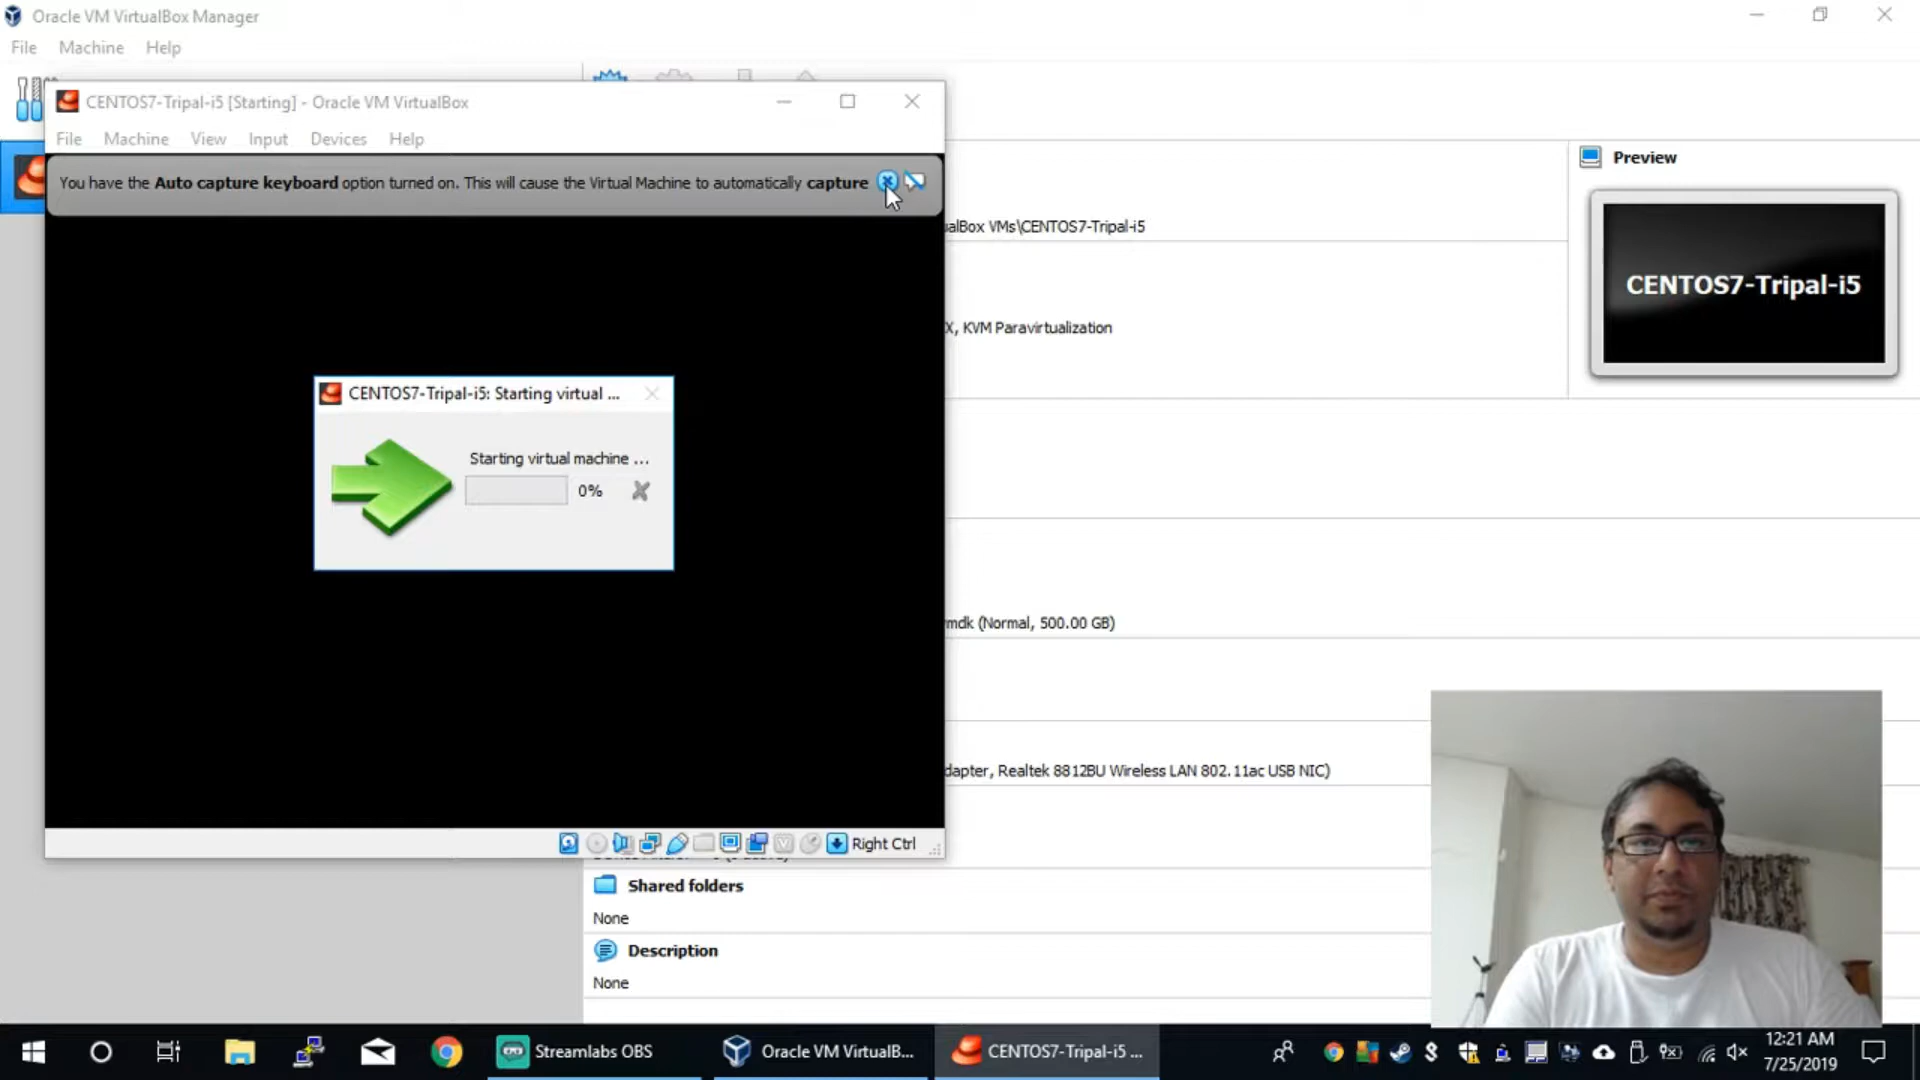 Oracle VM VirtualBox Manager
File Machine Help
CENTOS7-Tripal-i5 [Starting] - Oracle VM VirtualBox
File Machine View Input Devices Help
You have the Auto capture keyboard option turned on. This will cause the Virtual Machine to automatically capture
Preview
CENTOS7-Tripal-i5
alBox VMs\CENTOS7-Tripal-i5
X, KVM Paravirtualization
CENTOS7-Tripal-i5: Starting virtual ...
Starting virtual machine ...
0%
mdk (Normal, 500.00 GB)
dapter, Realtek 8812BU Wireless LAN 802.11ac USB NIC)
Right Ctrl
Shared folders
None
Description
None
Streamlabs OBS
Oracle VM VirtualB...
CENTOS7-Tripal-i5 ...
12:21 AM
7/25/2019